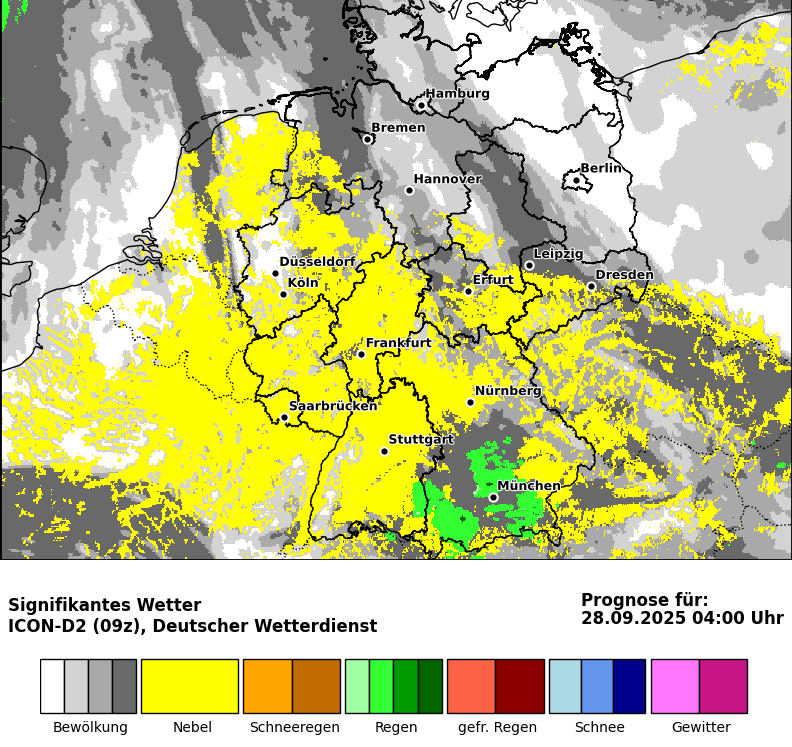 Hamburg
Bremen
Berlin
Hannover
Leipzig
Düsseldorf
Dresden
Köln
Erfurt
Frankfurt
Nürnberg
Saarbrücken
Stuttgart
München
Signifikantes Wetter
ICON-D2 (09z), Deutscher Wetterdienst
Prognose für:
28.09.2025 04:00 Uhr
Bewölkung Nebel Schneeregen Regen gefr. Regen Schnee Gewitter